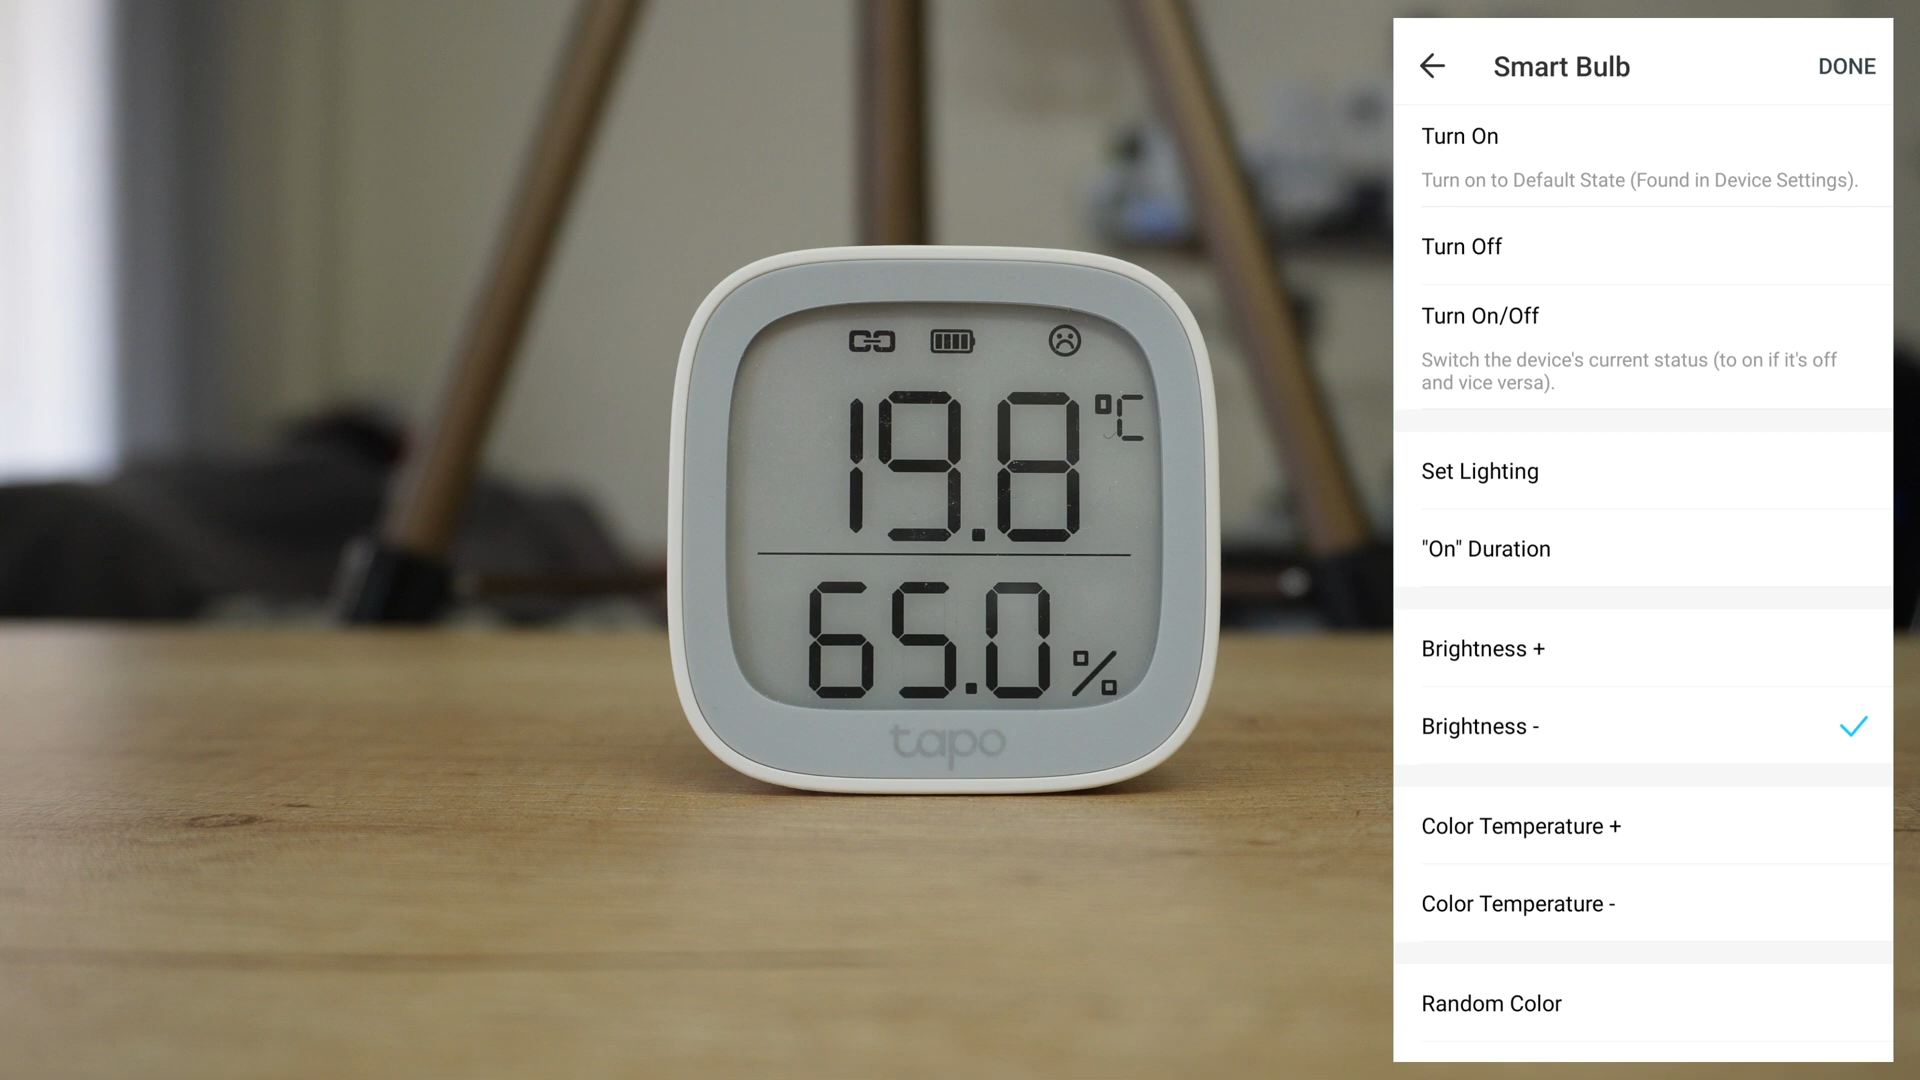 19.8 °C
65.0 %
tapo
Smart Bulb
DONE
Turn On
Turn on to Default State (Found in Device Settings).
Turn Off
Turn On/Off
Switch the device's current status (to on if it's off
and vice versa).
Set Lighting
"On" Duration
Brightness +
Brightness -
Color Temperature +
Color Temperature -
Random Color